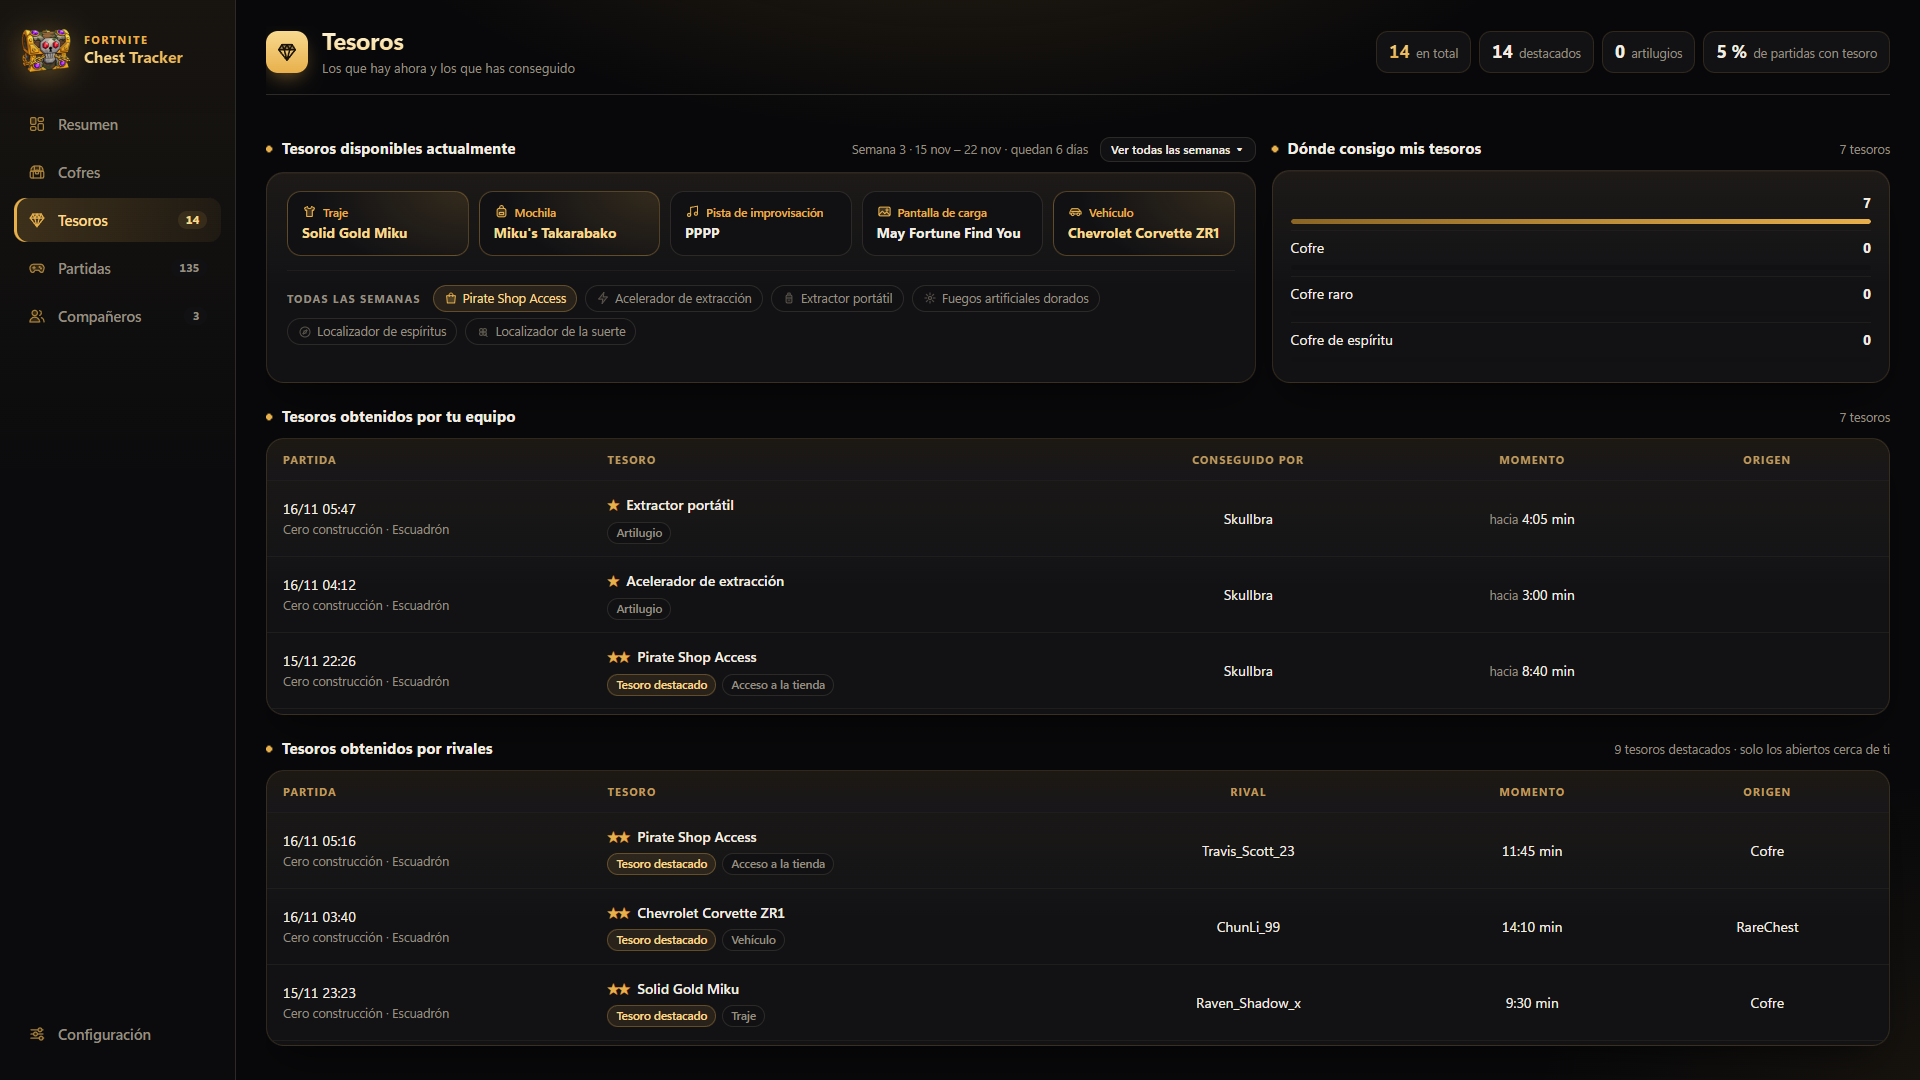 FORTNITE
Chest Tracker
Resumen
Cofres
Tesoros 14
Partidas 135
Compañeros 3
Configuración
Tesoros
Los que hay ahora y los que has conseguido
14 en total
14 destacados
0 artilugios
5 % de partidas con tesoro
Tesoros disponibles actualmente
Semana 3 · 15 nov – 22 nov · quedan 6 días
Ver todas las semanas
Traje
Solid Gold Miku
Mochila
Miku's Takarabako
Pista de improvisación
PPPP
Pantalla de carga
May Fortune Find You
Vehículo
Chevrolet Corvette ZR1
TODAS LAS SEMANAS
Pirate Shop Access
Acelerador de extracción
Extractor portátil
Fuegos artificiales dorados
Localizador de espíritus
Localizador de la suerte
Dónde consigo mis tesoros
7 tesoros
7
Cofre 0
Cofre raro 0
Cofre de espíritu 0
Tesoros obtenidos por tu equipo
7 tesoros
PARTIDA TESORO CONSEGUIDO POR MOMENTO ORIGEN
16/11 05:47
Cero construcción · Escuadrón
Extractor portátil
Artilugio
Skullbra
hacia 4:05 min
16/11 04:12
Cero construcción · Escuadrón
Acelerador de extracción
Artilugio
Skullbra
hacia 3:00 min
15/11 22:26
Cero construcción · Escuadrón
Pirate Shop Access
Tesoro destacado
Acceso a la tienda
Skullbra
hacia 8:40 min
Tesoros obtenidos por rivales
9 tesoros destacados · solo los abiertos cerca de ti
PARTIDA TESORO RIVAL MOMENTO ORIGEN
16/11 05:16
Cero construcción · Escuadrón
Pirate Shop Access
Tesoro destacado
Acceso a la tienda
Travis_Scott_23
11:45 min
Cofre
16/11 03:40
Cero construcción · Escuadrón
Chevrolet Corvette ZR1
Tesoro destacado
Vehículo
ChunLi_99
14:10 min
RareChest
15/11 23:23
Cero construcción · Escuadrón
Solid Gold Miku
Tesoro destacado
Traje
Raven_Shadow_x
9:30 min
Cofre